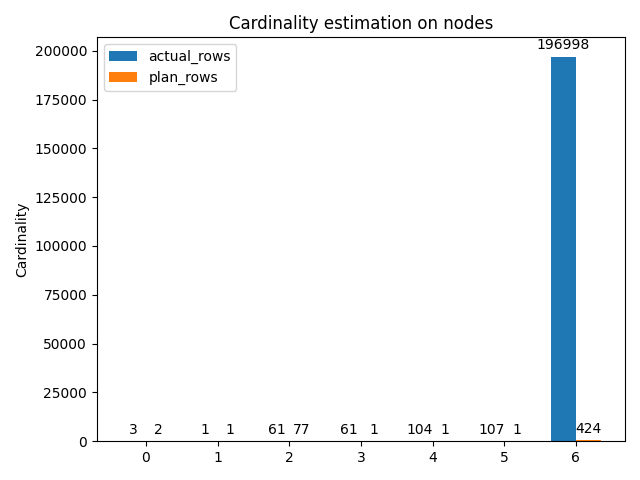 Cardinality estimation on nodes
actual_rows
plan_rows
Cardinality
200000
175000
150000
125000
100000
75000
50000
25000
0
3 2 1 1 61 77 61 1 104 1 107 1 196998 424
0 1 2 3 4 5 6